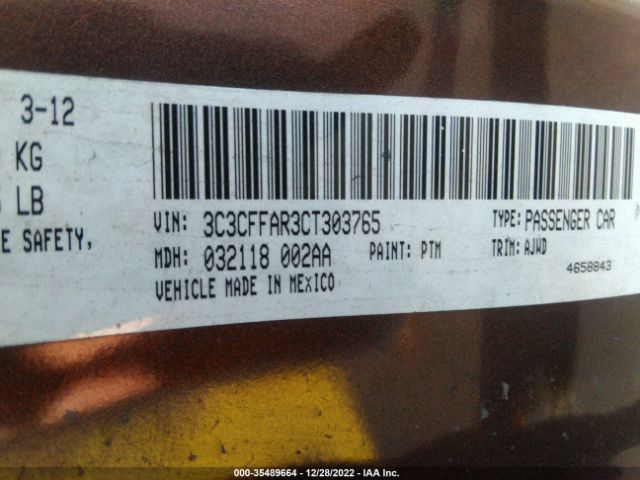 3-12
KG
LB
E SAFETY,
VIN: 3C3CFFAR3CT303765
TYPE: PASSENGER CAR
MDH: 032118 002AA
PAINT: PTM
TRIM: AJWD
VEHICLE MADE IN MEXICO
4658843
000-35489664 - 12/28/2022 - IAA Inc.